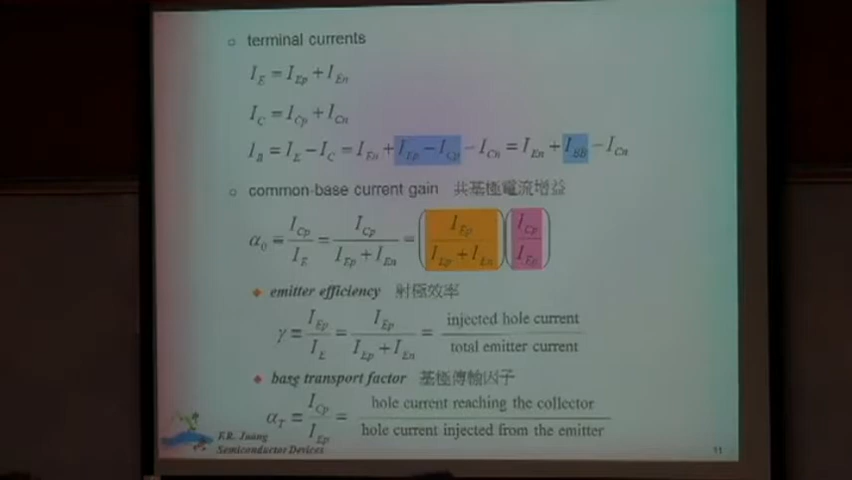 terminal currents
I_E = I_Ep + I_En
I_C = I_Cp + I_Cn
I_B = I_E − I_C = I_En + I_Ep − I_Cp − I_Cn = I_En + I_BB − I_Cn
common-base current gain 共基極電流增益
α_0 ≡ I_Cp / I_E = I_Cp / (I_Ep + I_En) = (I_Ep / (I_Ep + I_En)) (I_Cp / I_Ep)
emitter efficiency 射極效率
γ ≡ I_Ep / I_E = I_Ep / (I_Ep + I_En) = injected hole current / total emitter current
base transport factor 基極傳輸因子
α_T ≡ I_Cp / I_Ep = hole current reaching the collector / hole current injected from the emitter
F.R. Juang
Semiconductor Devices
11